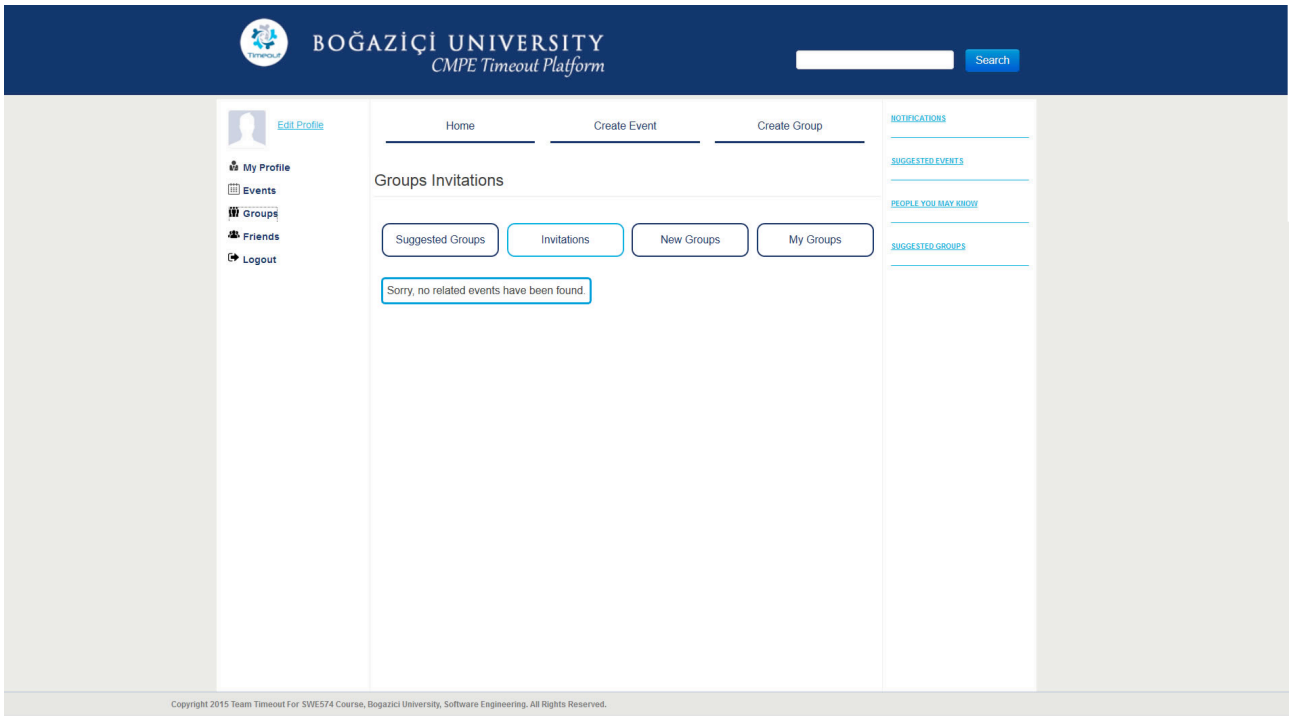 Timeout
BOĞAZİÇİ UNIVERSITY
CMPE Timeout Platform
Search
Edit Profile
My Profile
Events
Groups
Friends
Logout
Home
Create Event
Create Group
Groups Invitations
Suggested Groups
Invitations
New Groups
My Groups
Sorry, no related events have been found.
NOTIFICATIONS
SUGGESTED EVENTS
PEOPLE YOU MAY KNOW
SUGGESTED GROUPS
Copyright 2015 Team Timeout For SWE574 Course, Bogazici University, Software Engineering. All Rights Reserved.